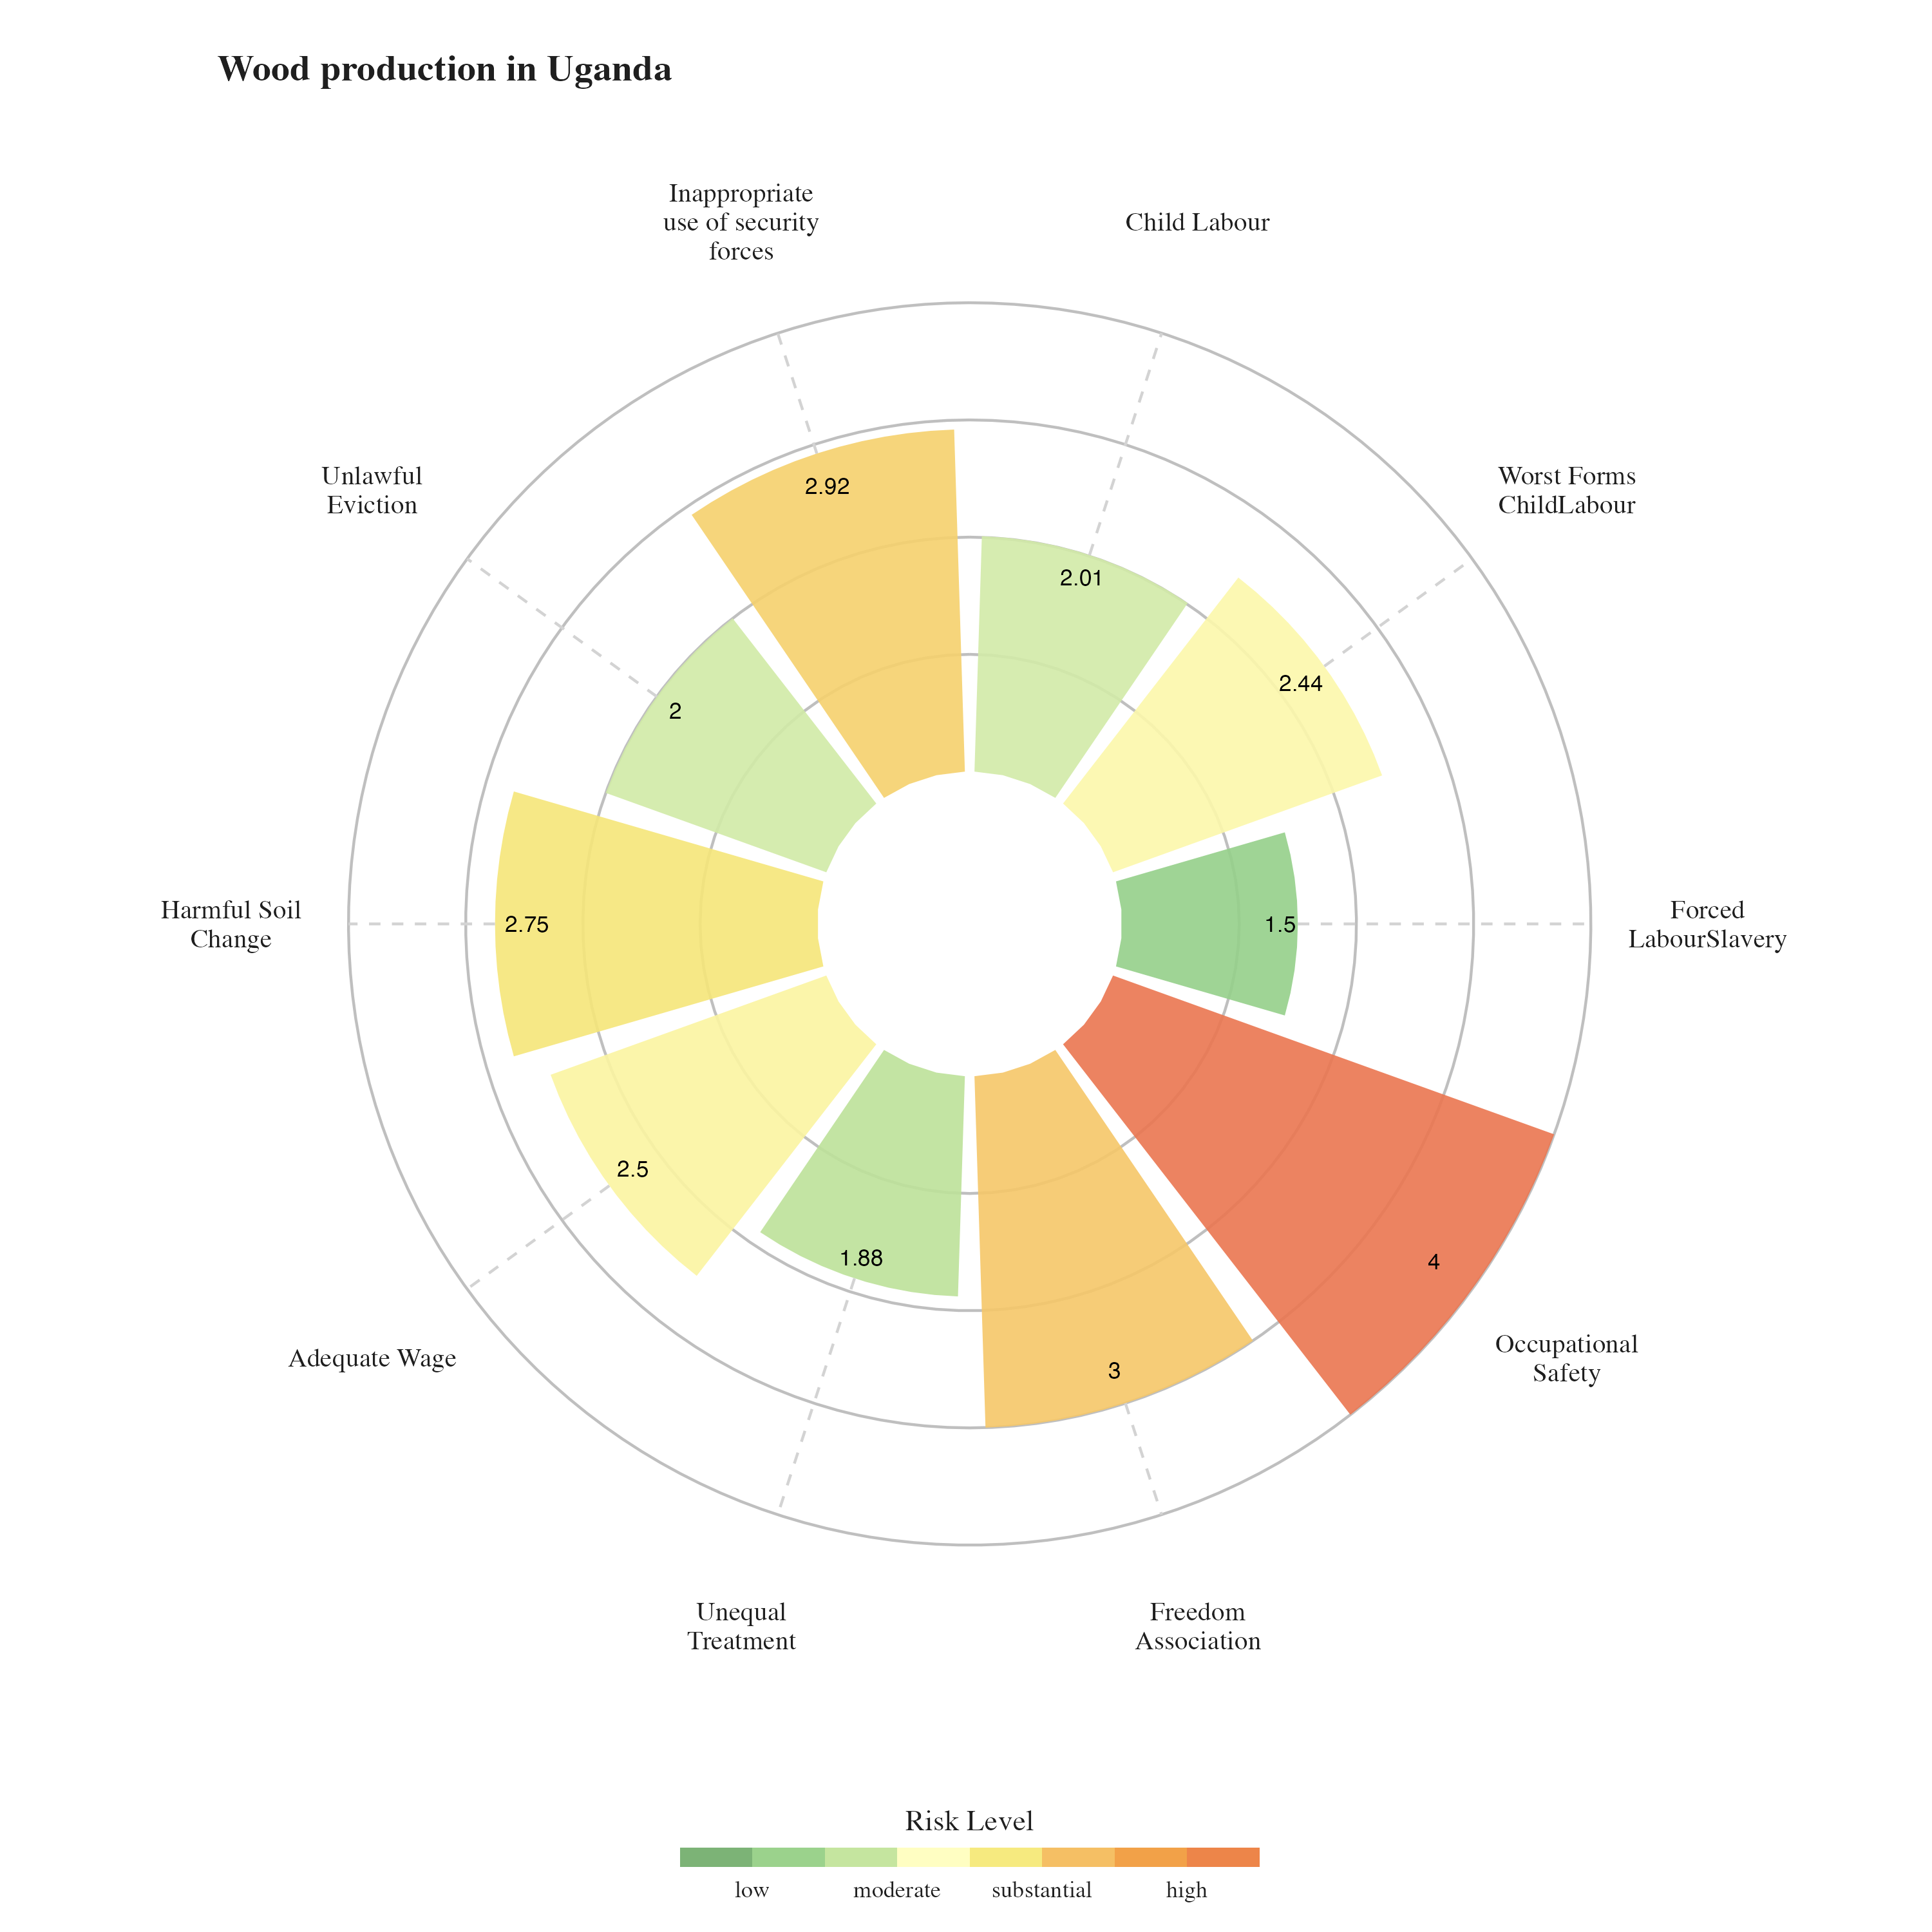 Wood production in Uganda
Inappropriate
use of security
forces
Child Labour
Unlawful
Eviction
Worst Forms
ChildLabour
2.92
2.01
2.44
2
Harmful Soil
Change
2.75
1.5
Forced
LabourSlavery
2.5
1.88
4
3
Adequate Wage
Occupational
Safety
Unequal
Treatment
Freedom
Association
Risk Level
low moderate substantial high